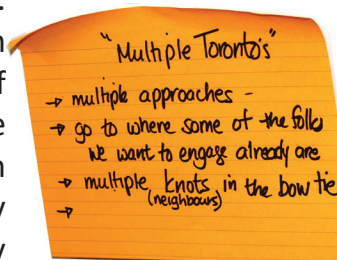 "Multiple Toronto's"
→ multiple approaches -
→ go to where some of the folks
we want to engage already are
→ multiple knots in the bow tie
(neighbours)
→